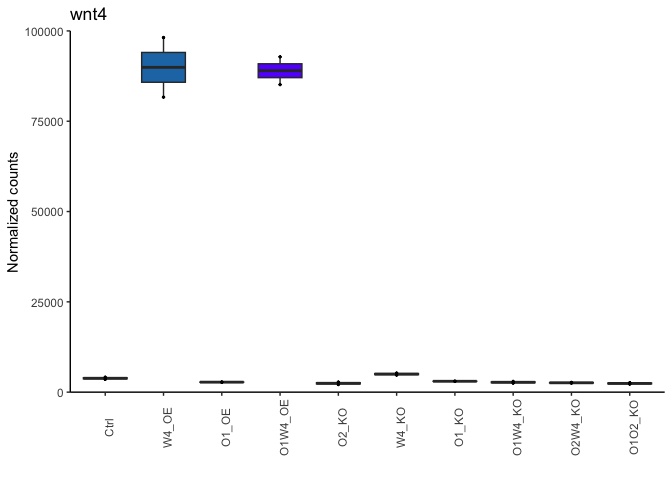 wnt4
Normalized counts
100000
75000
50000
25000
0
Ctrl
W4_OE
O1_OE
O1W4_OE
O2_KO
W4_KO
O1_KO
O1W4_KO
O2W4_KO
O1O2_KO